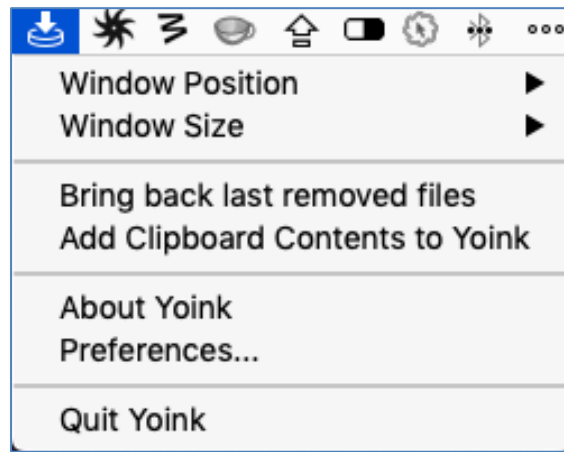 Window Position
Window Size
Bring back last removed files
Add Clipboard Contents to Yoink
About Yoink
Preferences...
Quit Yoink